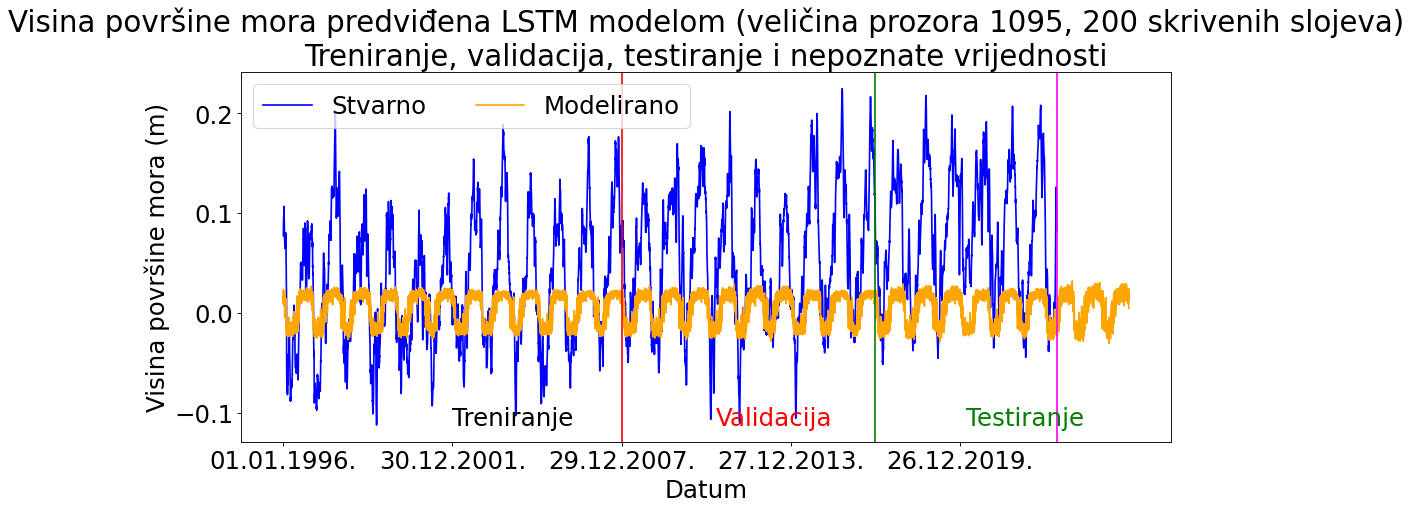 Visina površine mora predviđena LSTM modelom (veličina prozora 1095, 200 skrivenih slojeva)
Treniranje, validacija, testiranje i nepoznate vrijednosti
Stvarno Modelirano
Visina površine mora (m)
0.2
0.1
0.0
−0.1
Treniranje Validacija Testiranje
01.01.1996. 30.12.2001. 29.12.2007. 27.12.2013. 26.12.2019.
Datum